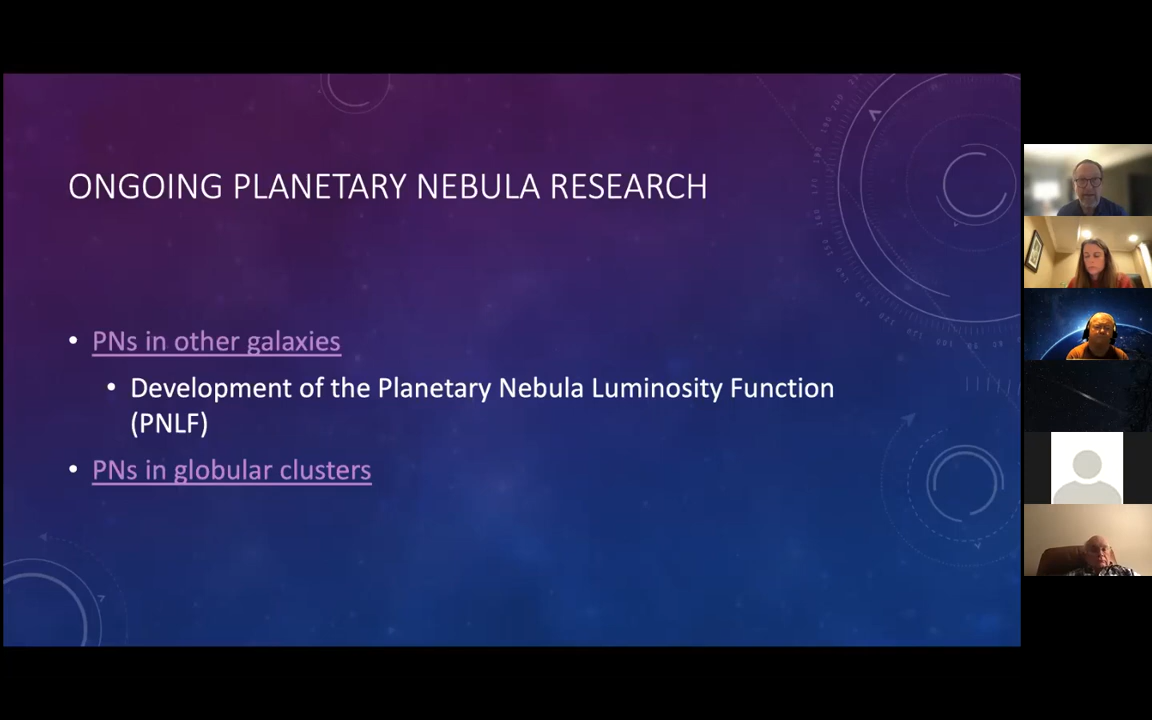 ONGOING PLANETARY NEBULA RESEARCH
• PNs in other galaxies
• Development of the Planetary Nebula Luminosity Function
(PNLF)
• PNs in globular clusters